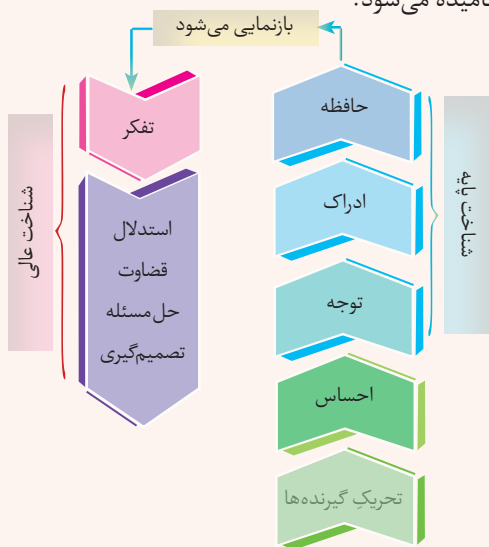 نامیده می‌شود.
بازنمایی می‌شود
حافظه
ادراک
توجه
احساس
تحریکِ گیرنده‌ها
شناخت پایه
تفکر
استدلال
قضاوت
حل‌مسئله
تصمیم‌گیری
شناخت عالی